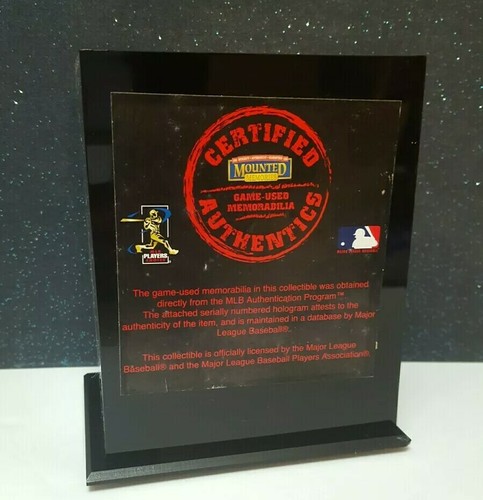 CERTIFIED
MOUNTED
MEMORIES
GAME-USED
MEMORABILIA
AUTHENTICS
PLAYERS
The game-used memorabilia in this collectible was obtained
directly from the MLB Authentication Program™.
The attached serially numbered hologram attests to the
authenticity of the item, and is maintained in a database by Major
League Baseball®.
This collectible is officially licensed by the Major League
Baseball® and the Major League Baseball Players Association®.